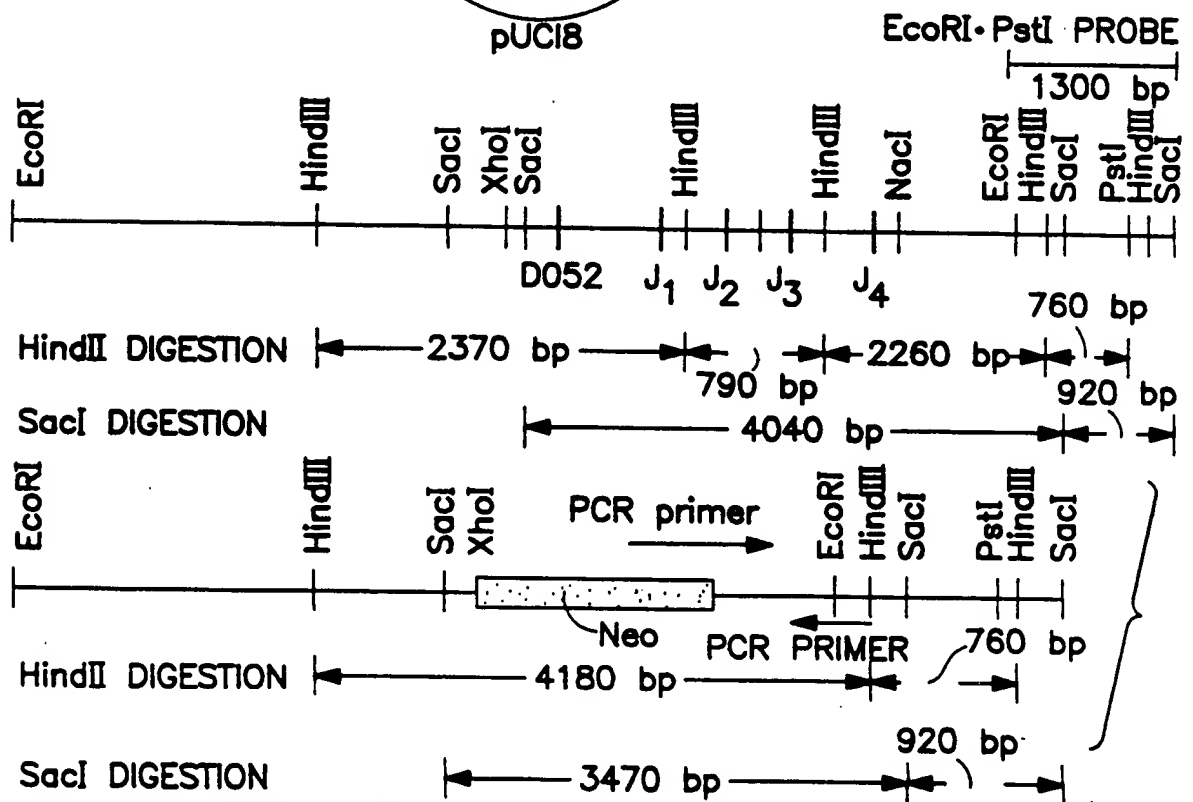 pUC18
EcoRI·PstI PROBE
1300 bp
EcoRI
HindIII
SacI
XhoI
SacI
HindIII
HindIII
NacI
EcoRI
HindIII
SacI
PstI
HindIII
SacI
D052
J1
J2
J3
J4
760 bp
HindII DIGESTION
2370 bp
2260 bp
790 bp
920 bp
SacI DIGESTION
4040 bp
EcoRI
HindIII
SacI
XhoI
PCR primer
EcoRI
HindIII
SacI
PstI
HindIII
SacI
Neo
PCR PRIMER
760 bp
HindII DIGESTION
4180 bp
920 bp
SacI DIGESTION
3470 bp